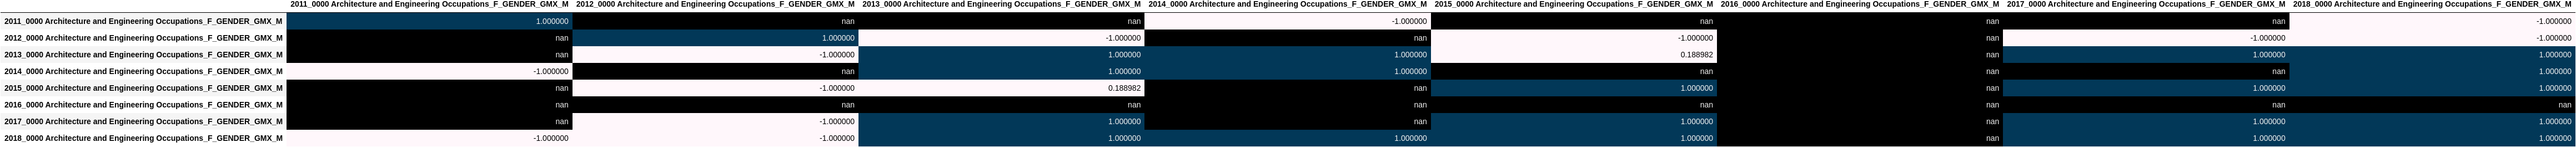 2011_0000 Architecture and Engineering Occupations_F_GENDER_GMX_M 2012_0000 Architecture and Engineering Occupations_F_GENDER_GMX_M 2013_0000 Architecture and Engineering Occupations_F_GENDER_GMX_M 2014_0000 Architecture and Engineering Occupations_F_GENDER_GMX_M 2015_0000 Architecture and Engineering Occupations_F_GENDER_GMX_M 2016_0000 Architecture and Engineering Occupations_F_GENDER_GMX_M 2017_0000 Architecture and Engineering Occupations_F_GENDER_GMX_M 2018_0000 Architecture and Engineering Occupations_F_GENDER_GMX_M
2011_0000 Architecture and Engineering Occupations_F_GENDER_GMX_M 1.000000 nan nan -1.000000 nan nan nan -1.000000
2012_0000 Architecture and Engineering Occupations_F_GENDER_GMX_M nan 1.000000 -1.000000 nan -1.000000 nan -1.000000 -1.000000
2013_0000 Architecture and Engineering Occupations_F_GENDER_GMX_M nan -1.000000 1.000000 1.000000 0.188982 nan 1.000000 1.000000
2014_0000 Architecture and Engineering Occupations_F_GENDER_GMX_M -1.000000 nan 1.000000 1.000000 nan nan nan 1.000000
2015_0000 Architecture and Engineering Occupations_F_GENDER_GMX_M nan -1.000000 0.188982 nan 1.000000 nan 1.000000 1.000000
2016_0000 Architecture and Engineering Occupations_F_GENDER_GMX_M nan nan nan nan nan nan nan nan
2017_0000 Architecture and Engineering Occupations_F_GENDER_GMX_M nan -1.000000 1.000000 nan 1.000000 nan 1.000000 1.000000
2018_0000 Architecture and Engineering Occupations_F_GENDER_GMX_M -1.000000 -1.000000 1.000000 1.000000 1.000000 nan 1.000000 1.000000